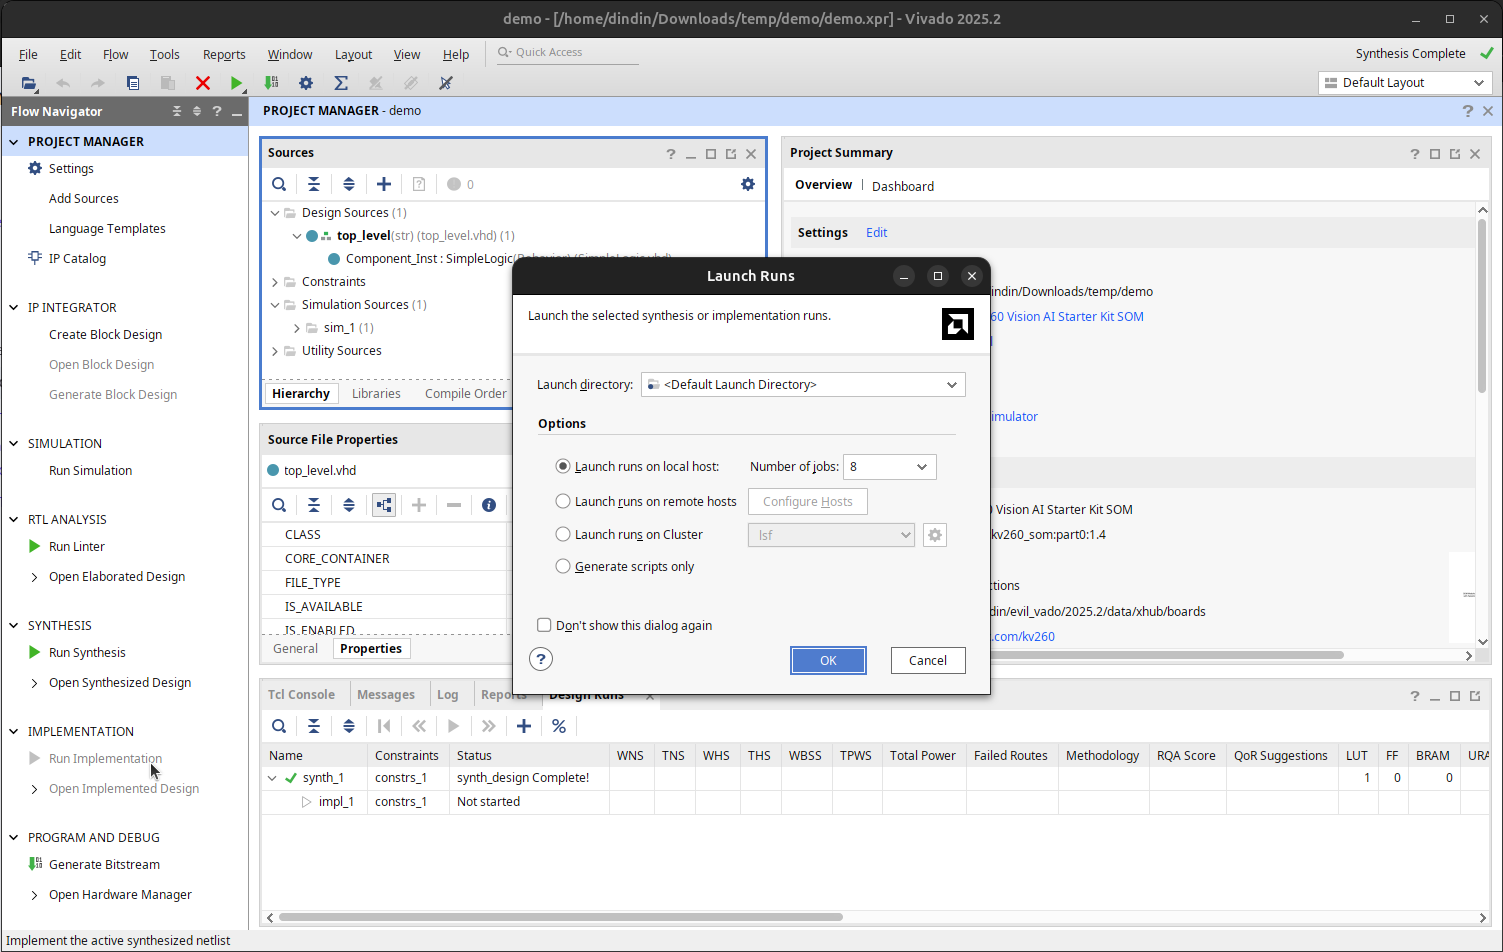 demo - [/home/dindin/Downloads/temp/demo/demo.xpr] - Vivado 2025.2
File Edit Flow Tools Reports Window Layout View Help Quick Access Synthesis Complete
Default Layout
Flow Navigator
PROJECT MANAGER
Settings
Add Sources
Language Templates
IP Catalog
IP INTEGRATOR
Create Block Design
Open Block Design
Generate Block Design
SIMULATION
Run Simulation
RTL ANALYSIS
Run Linter
Open Elaborated Design
SYNTHESIS
Run Synthesis
Open Synthesized Design
IMPLEMENTATION
Run Implementation
Open Implemented Design
PROGRAM AND DEBUG
Generate Bitstream
Open Hardware Manager
Implement the active synthesized netlist
PROJECT MANAGER - demo
Sources
0
Design Sources (1)
top_level(str) (top_level.vhd) (1)
Component_Inst : SimpleLogic(Behavior) (SimpleLogic.vhd)
Constraints
Simulation Sources (1)
sim_1 (1)
Utility Sources
Hierarchy Libraries Compile Order
Source File Properties
top_level.vhd
CLASS
CORE_CONTAINER
FILE_TYPE
IS_AVAILABLE
IS_ENABLED
General Properties
Project Summary
Overview | Dashboard
Settings Edit
indin/Downloads/temp/demo
60 Vision AI Starter Kit SOM
imulator
Vision AI Starter Kit SOM
kv260_som:part0:1.4
ctions
din/evil_vado/2025.2/data/xhub/boards
.com/kv260
Launch Runs
Launch the selected synthesis or implementation runs.
Launch directory: <Default Launch Directory>
Options
Launch runs on local host: Number of jobs: 8
Launch runs on remote hosts Configure Hosts
Launch runs on Cluster lsf
Generate scripts only
Don't show this dialog again
? OK Cancel
Tcl Console Messages Log Reports Design Runs
Name Constraints Status WNS TNS WHS THS WBSS TPWS Total Power Failed Routes Methodology RQA Score QoR Suggestions LUT FF BRAM URA
synth_1 constrs_1 synth_design Complete! 1 0 0
impl_1 constrs_1 Not started